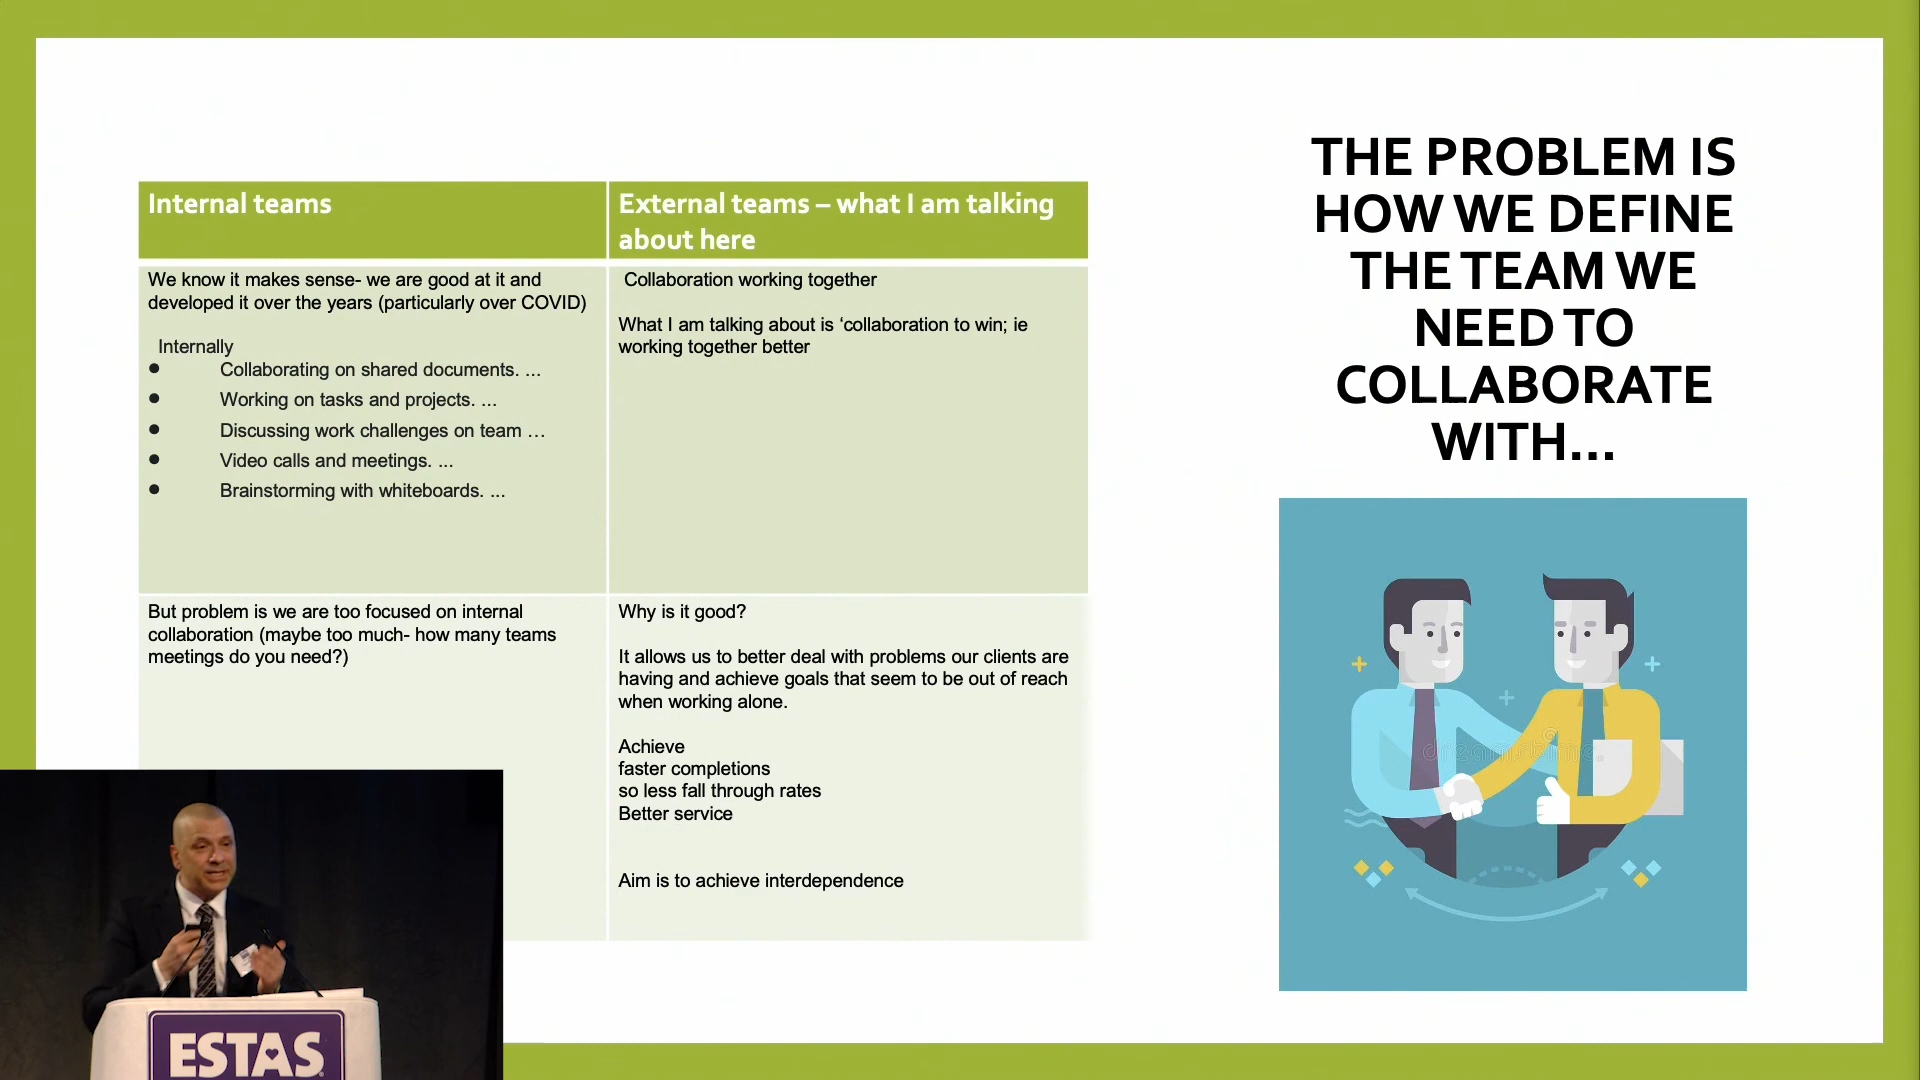 THE PROBLEM IS
HOW WE DEFINE
THE TEAM WE
NEED TO
COLLABORATE
WITH...
Internal teams
External teams – what I am talking
about here
We know it makes sense- we are good at it and
developed it over the years (particularly over COVID)
Internally
● Collaborating on shared documents. ...
● Working on tasks and projects. ...
● Discussing work challenges on team …
● Video calls and meetings. ...
● Brainstorming with whiteboards. ...
Collaboration working together
What I am talking about is ‘collaboration to win; ie
working together better
But problem is we are too focused on internal
collaboration (maybe too much- how many teams
meetings do you need?)
Why is it good?
It allows us to better deal with problems our clients are
having and achieve goals that seem to be out of reach
when working alone.
Achieve
faster completions
so less fall through rates
Better service
Aim is to achieve interdependence
dreamstime.
ESTAS